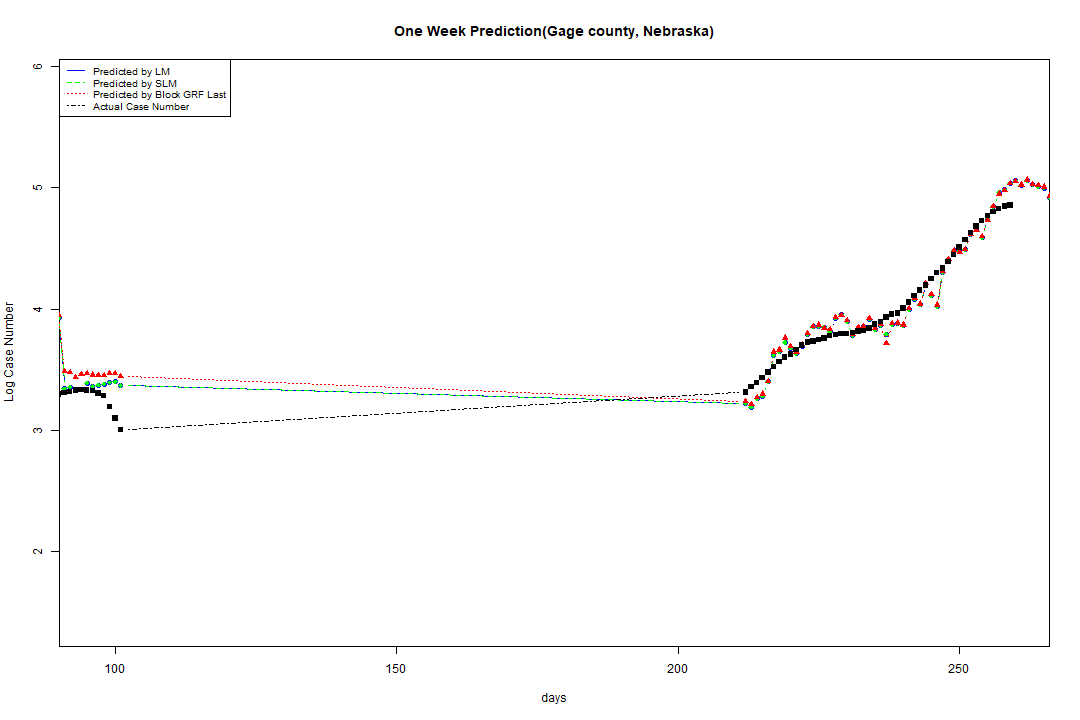 One Week Prediction(Gage county, Nebraska)
Predicted by LM
Predicted by SLM
Predicted by Block GRF Last
Actual Case Number
6
5
4
3
2
Log Case Number
100
150
200
250
days